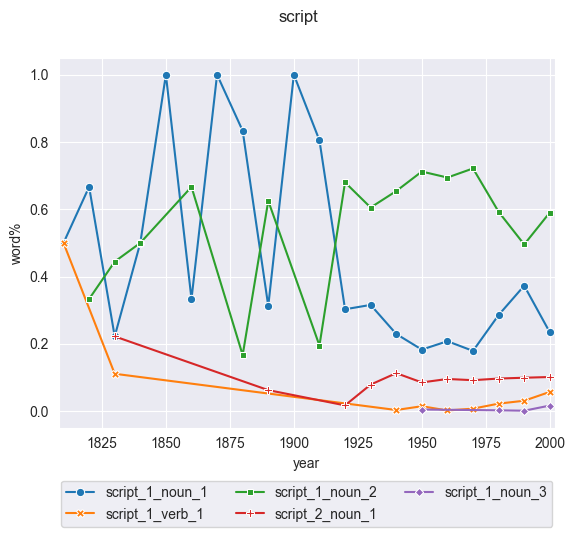 script
1.0
0.8
0.6
0.4
0.2
0.0
word%
1825 1850 1875 1900 1925 1950 1975 2000
year
script_1_noun_1 script_1_noun_2 script_1_noun_3
script_1_verb_1 script_2_noun_1